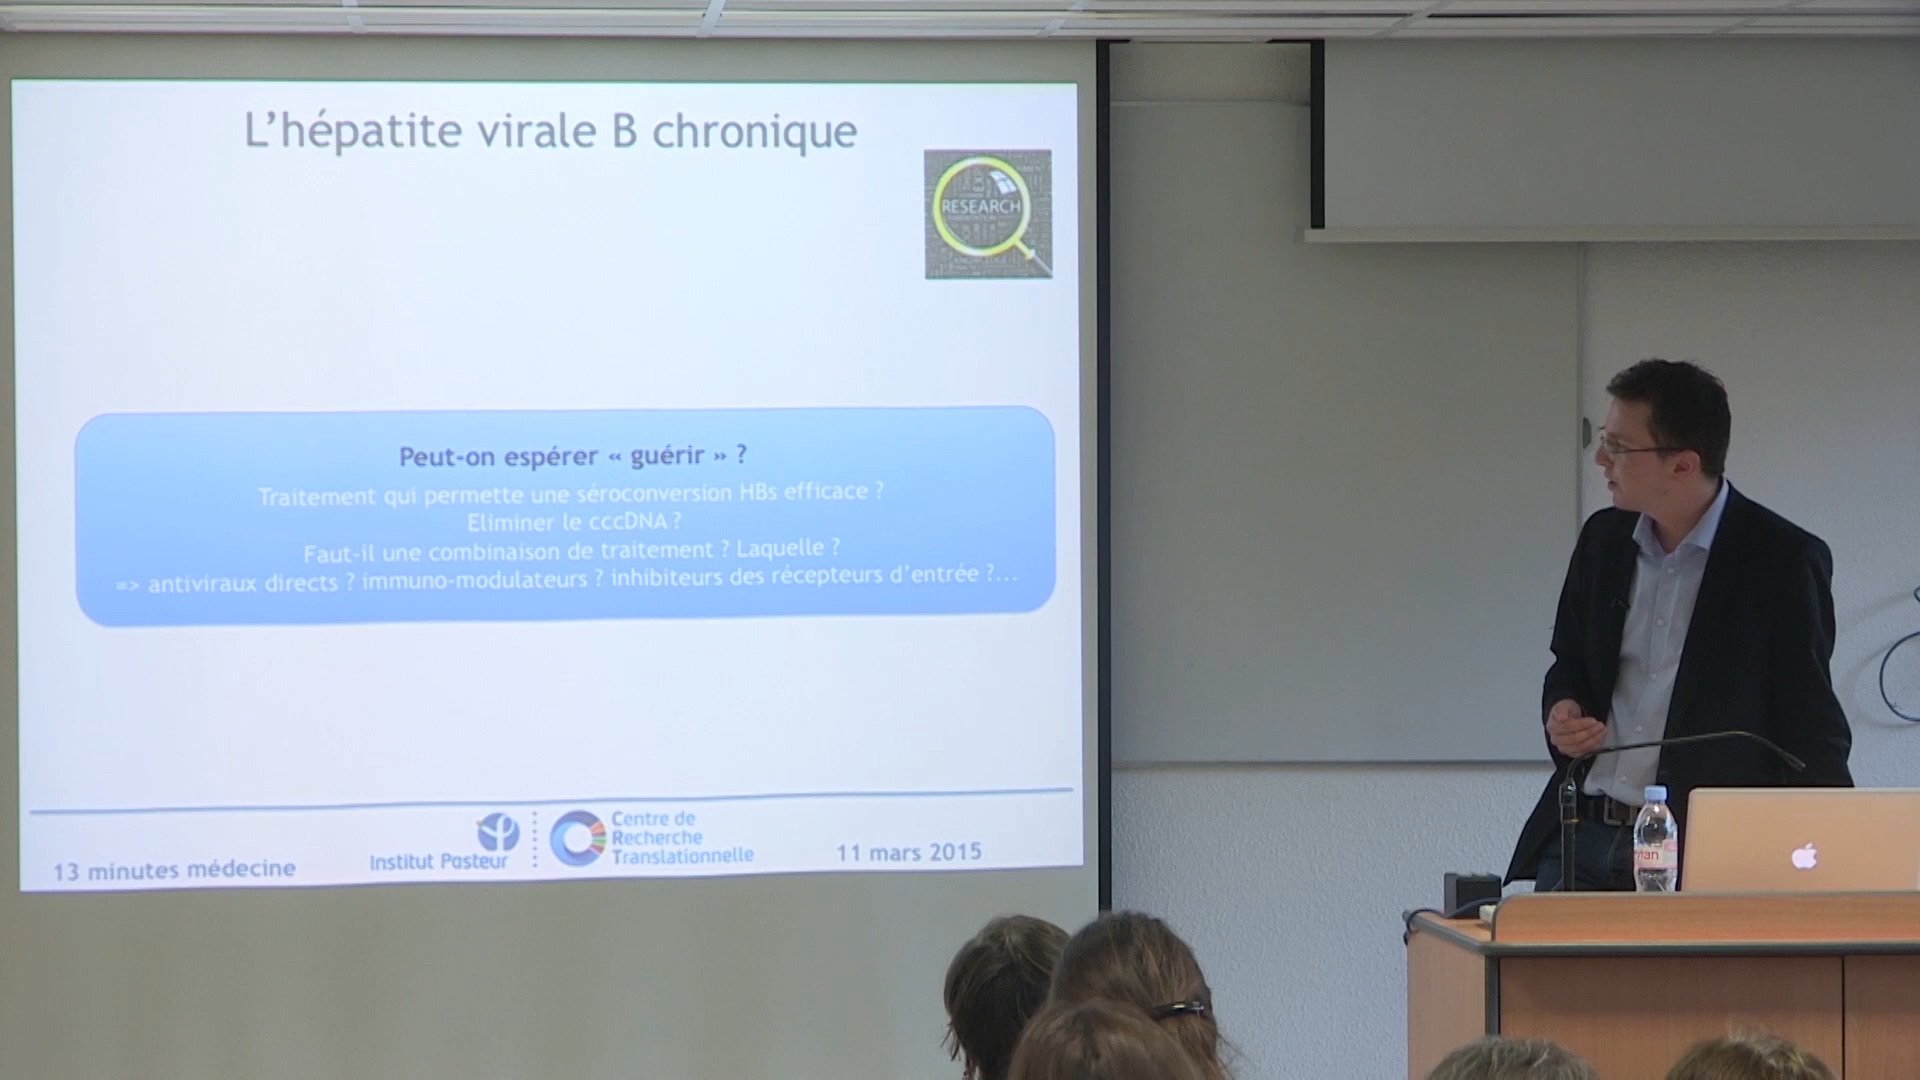 L'hépatite virale B chronique
RESEARCH
Peut-on espérer « guérir » ?
Traitement qui permette une séroconversion HBs efficace ?
Eliminer le cccDNA ?
Faut-il une combinaison de traitement ? Laquelle ?
=> antiviraux directs ? immuno-modulateurs ? inhibiteurs des récepteurs d'entrée ?...
13 minutes médecine
Institut Pasteur
Centre de
Recherche
Translationnelle
11 mars 2015